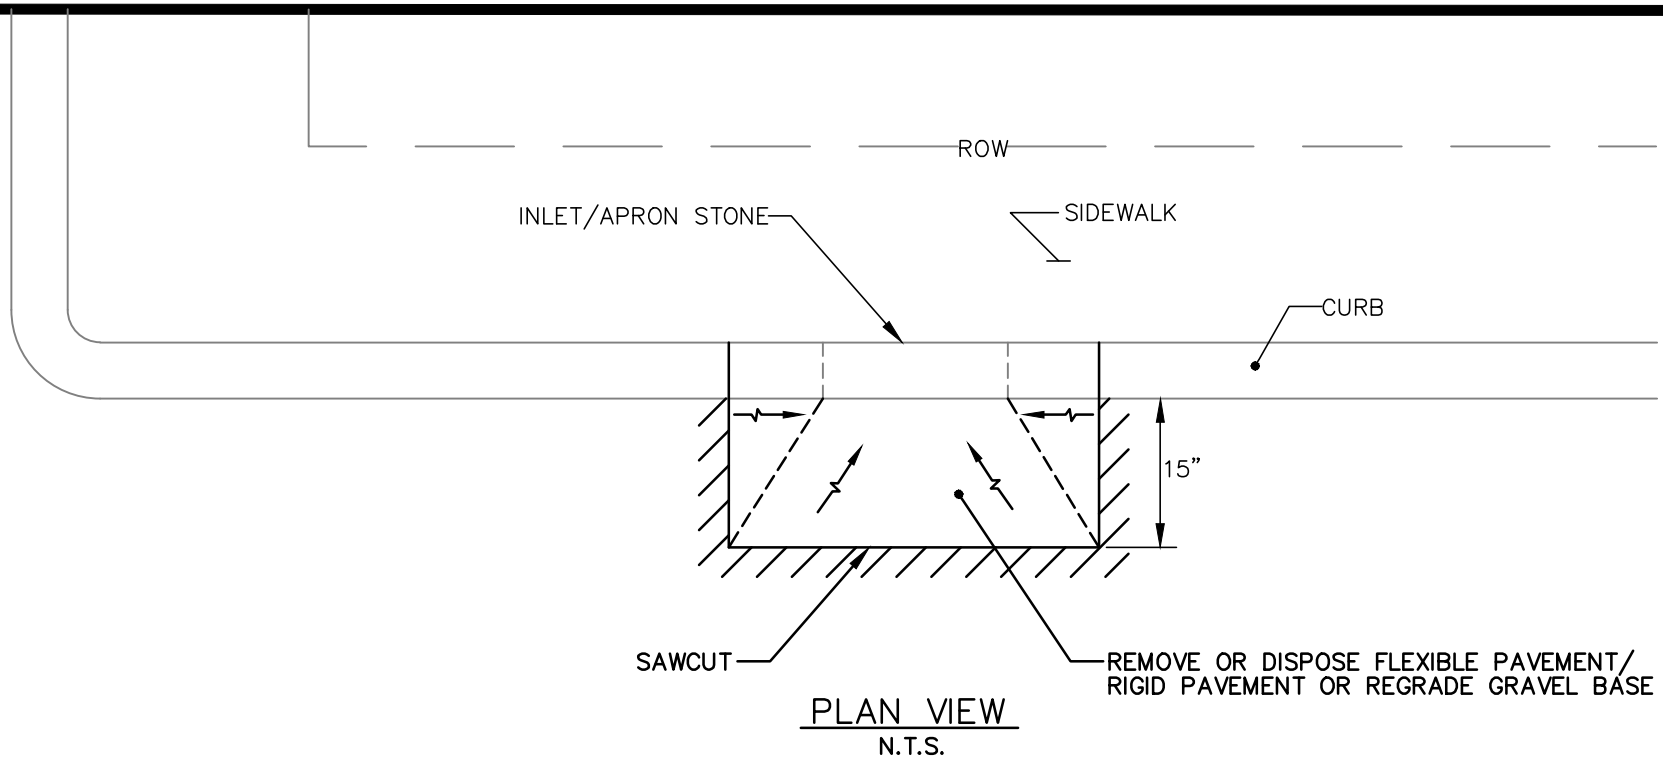 ROW
INLET/APRON STONE
SIDEWALK
CURB
15”
SAWCUT
REMOVE OR DISPOSE FLEXIBLE PAVEMENT/
RIGID PAVEMENT OR REGRADE GRAVEL BASE
PLAN VIEW
N.T.S.